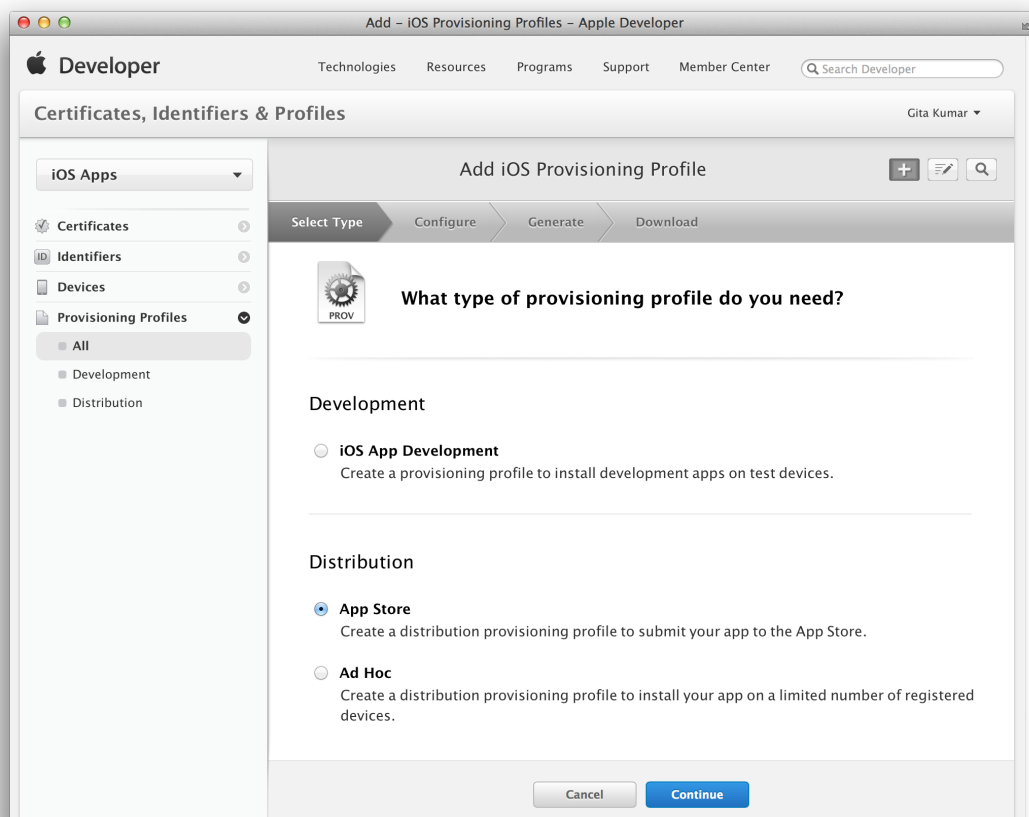 Add – iOS Provisioning Profiles – Apple Developer
Developer
Technologies
Resources
Programs
Support
Member Center
Search Developer
Certificates, Identifiers & Profiles
Gita Kumar
iOS Apps
Add iOS Provisioning Profile
Select Type
Configure
Generate
Download
Certificates
ID
Identifiers
Devices
Provisioning Profiles
All
Development
Distribution
PROV
What type of provisioning profile do you need?
Development
iOS App Development
Create a provisioning profile to install development apps on test devices.
Distribution
App Store
Create a distribution provisioning profile to submit your app to the App Store.
Ad Hoc
Create a distribution provisioning profile to install your app on a limited number of registered
devices.
Cancel
Continue